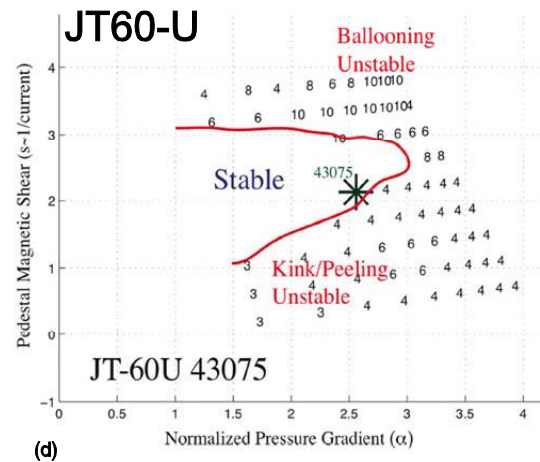 JT60-U
Ballooning
Unstable
4 8 4 8 6 8 10 10 10
6 6 10 10 10 10 10 10 4
10 6 6 6 6
Stable
43075
8 8
4 4 4 4 4
4 4 4 4 4 4
4 4 6 6 6 4 4 4
3 4 4 6 6 4 4 4 4
Kink/Peeling
Unstable
3 4 4 4 4 4 4
3 3
JT-60U 43075
Pedestal Magnetic Shear (s~1/current)
4
3
2
1
0
−1
0 0.5 1 1.5 2 2.5 3 3.5 4
Normalized Pressure Gradient (α)
(d)